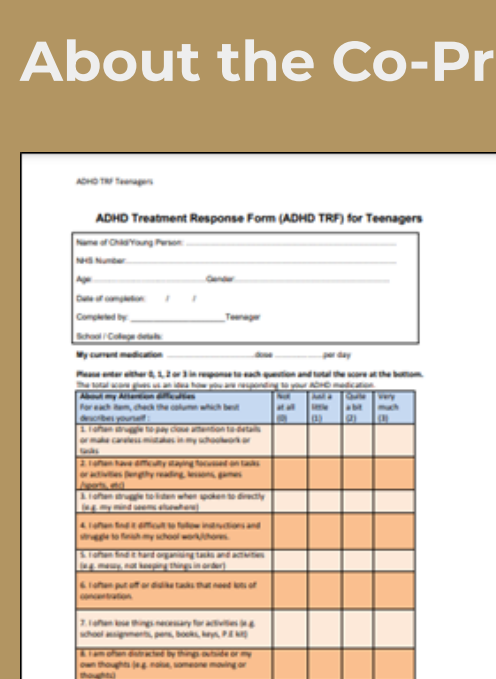 About the Co-Pr
ADHD TRF Teenagers
ADHD Treatment Response Form (ADHD TRF) for Teenagers
Name of Child/Young Person: ..........................................................................
NHS Number:..........................................................................
Age:........................................Gender:........................................
Date of completion: / /
Completed by: ____________________Teenager
School / College details:
My current medication ..............................dose ................per day
Please enter either 0, 1, 2 or 3 in response to each question and total the score at the bottom.
The total score gives us an idea how you are responding to your ADHD medication.
About my Attention difficulties
For each item, check the column which best
describes yourself :
Not
at all
(0)
Just a
little
(1)
Quite
a bit
(2)
Very
much
(3)
1. I often struggle to pay close attention to details
or make careless mistakes in my schoolwork or
tasks
2. I often have difficulty staying focussed on tasks
or activities (lengthy reading, lessons, games
/sports, etc)
3. I often struggle to listen when spoken to directly
(e.g. my mind seems elsewhere)
4. I often find it difficult to follow instructions and
struggle to finish my school work/chores.
5. I often find it hard organising tasks and activities
(e.g. messy, not keeping things in order)
6. I often put off or dislike tasks that need lots of
concentration.
7. I often lose things necessary for activities (e.g.
school assignments, pens, books, keys, P.E kit)
8. I am often distracted by things outside or my
own thoughts (e.g. noise, someone moving or
thoughts)